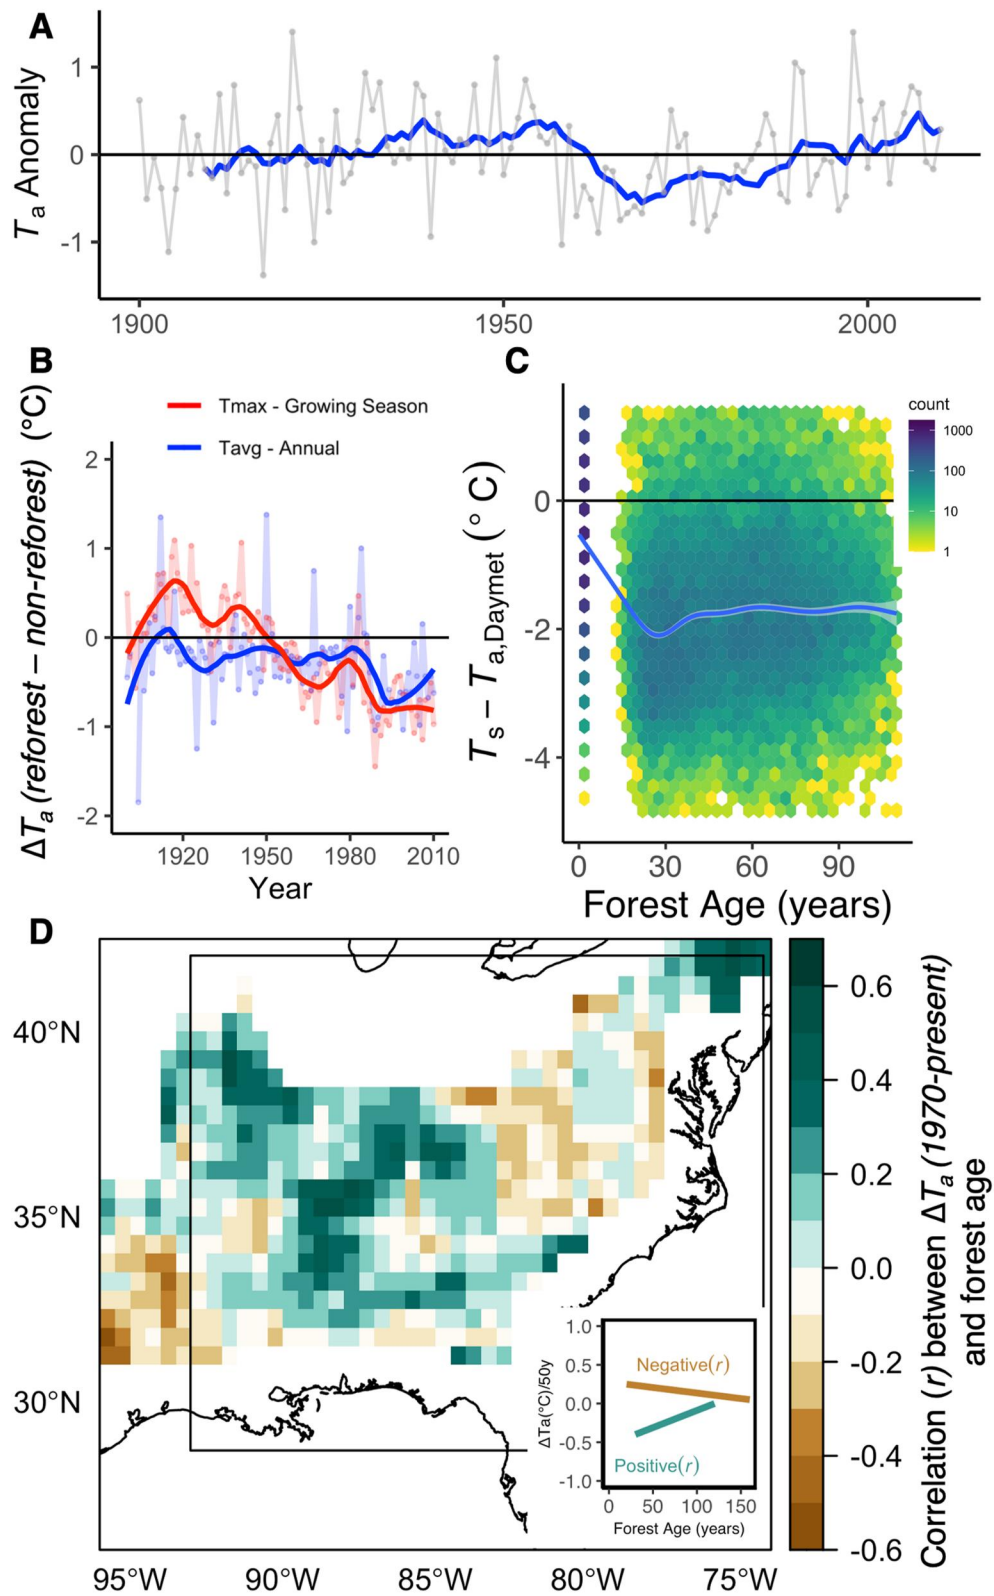 A
T a Anomaly
1
0
-1
1900
1950
2000
B
ΔTa (reforest – non-reforest) (°C)
Tmax - Growing Season
Tavg - Annual
2
1
0
-1
-2
1920
1950
1980
2010
Year
C
Ts – Ta,Daymet (° C)
0
-2
-4
0
30
60
90
Forest Age (years)
count
1000
100
10
1
D
40°N
35°N
30°N
95°W
90°W
85°W
80°W
75°W
ΔTa(°C)/50y
1.0
0.5
0.0
-0.5
-1.0
Negative(r)
Positive(r)
0
50
100
150
Forest Age (years)
0.6
0.4
0.2
0.0
-0.2
-0.4
-0.6
Correlation (r) between ΔTa (1970-present)
and forest age